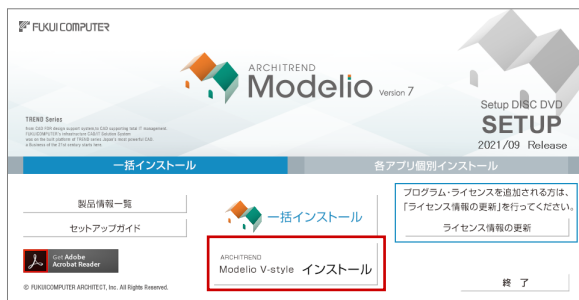 FUKUI COMPUTER
ARCHITREND
Modelio Version 7
Setup DISC DVD
SETUP
2021/09 Release
TREND Series
一括インストール
各アプリ個別インストール
製品情報一覧
セットアップガイド
Get Adobe
Acrobat Reader
© FUKUICOMPUTER ARCHITECT, Inc. All Rights Reserved.
一括インストール
ARCHITREND
Modelio V-style インストール
プログラム・ライセンスを追加される方は、
「ライセンス情報の更新」を行ってください。
ライセンス情報の更新
終 了